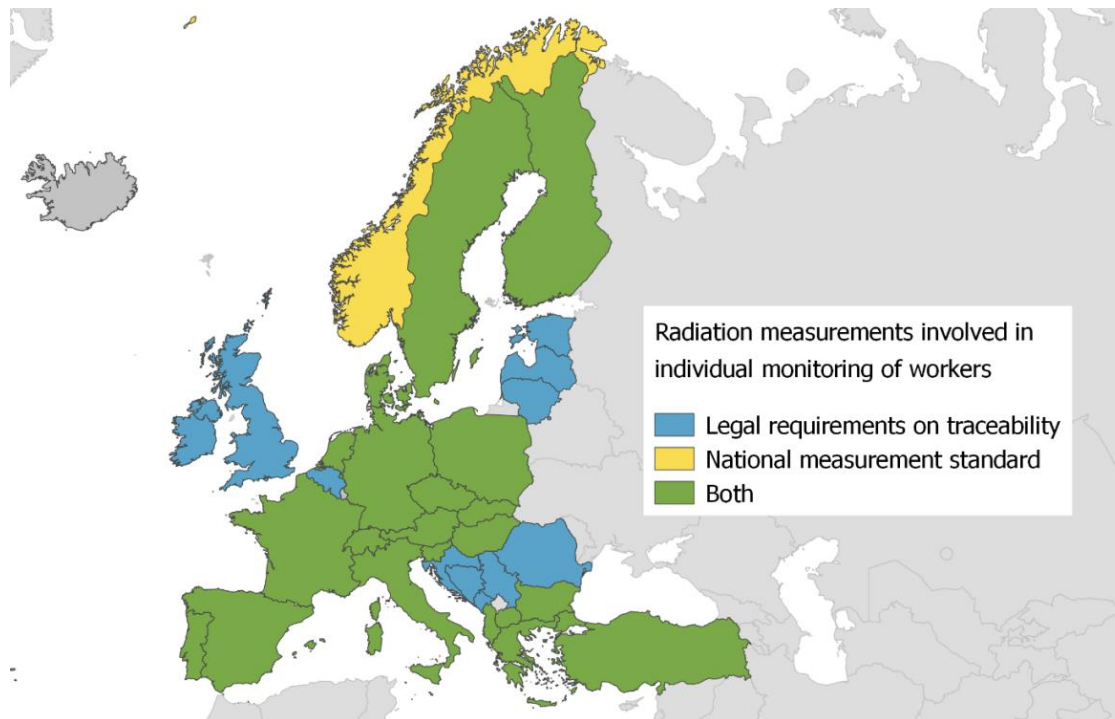 Radiation measurements involved in
individual monitoring of workers
Legal requirements on traceability
National measurement standard
Both